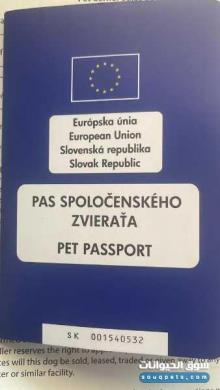 Európska únia
European Union
Slovenská republika
Slovak Republic
PAS SPOLOČENSKÉHO
ZVIERAŤA
PET PASSPORT
SK 001540532
سوق الحيوانات
souqpets.com
lier reserves the right to
ces will this dog be sold, leased, traded or given away to any
ter or similar facility.